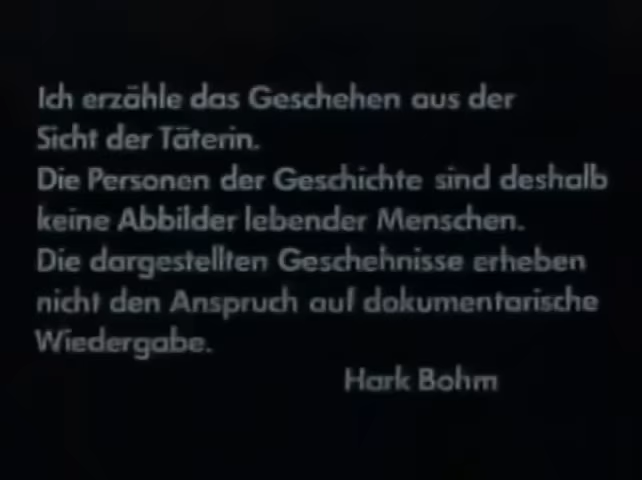 Ich erzähle das Geschehen aus der
Sicht der Täterin.
Die Personen der Geschichte sind deshalb
keine Abbilder lebender Menschen.
Die dargestellten Geschehnisse erheben
nicht den Anspruch auf dokumentarische
Wiedergabe.
Hark Bohm